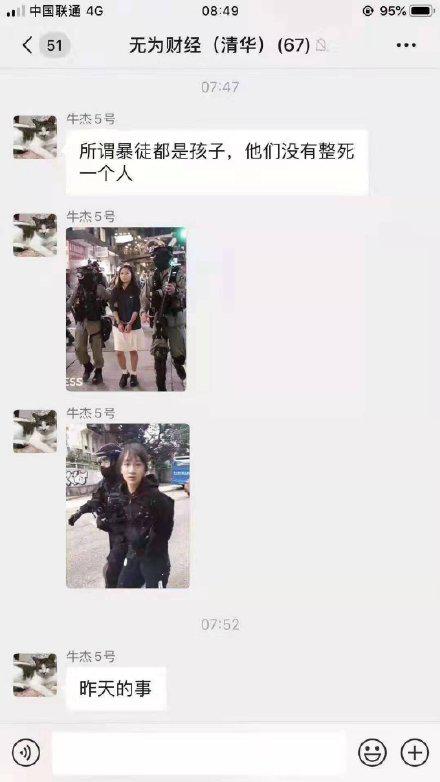 中国联通 4G 08:49 95%
51 无为财经（清华）(67)
07:47
牛杰5号
所谓暴徒都是孩子，他们没有整死
一个人
牛杰5号
ESS
牛杰5号
07:52
牛杰5号
昨天的事